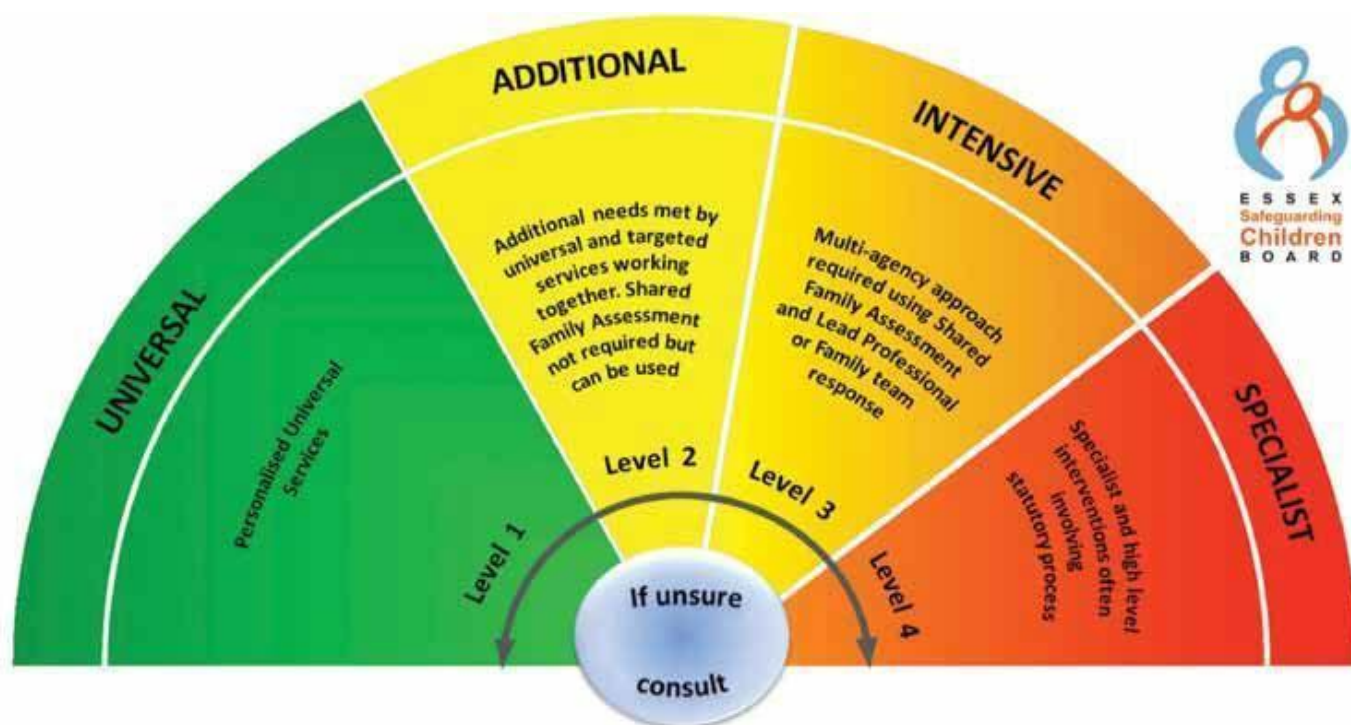 UNIVERSAL
Personalised Universal
Services
Level 1
ADDITIONAL
Additional needs met by
universal and targeted
services working
together. Shared
Family Assessment
not required but
can be used
Level 2
INTENSIVE
Multi-agency approach
required using Shared
Family Assessment
and Lead Professional
or Family team
response
Level 3
SPECIALIST
Specialist and high level
interventions often
involving
statutory process
Level 4
If unsure
consult
ESSEX
Safeguarding
Children
BOARD